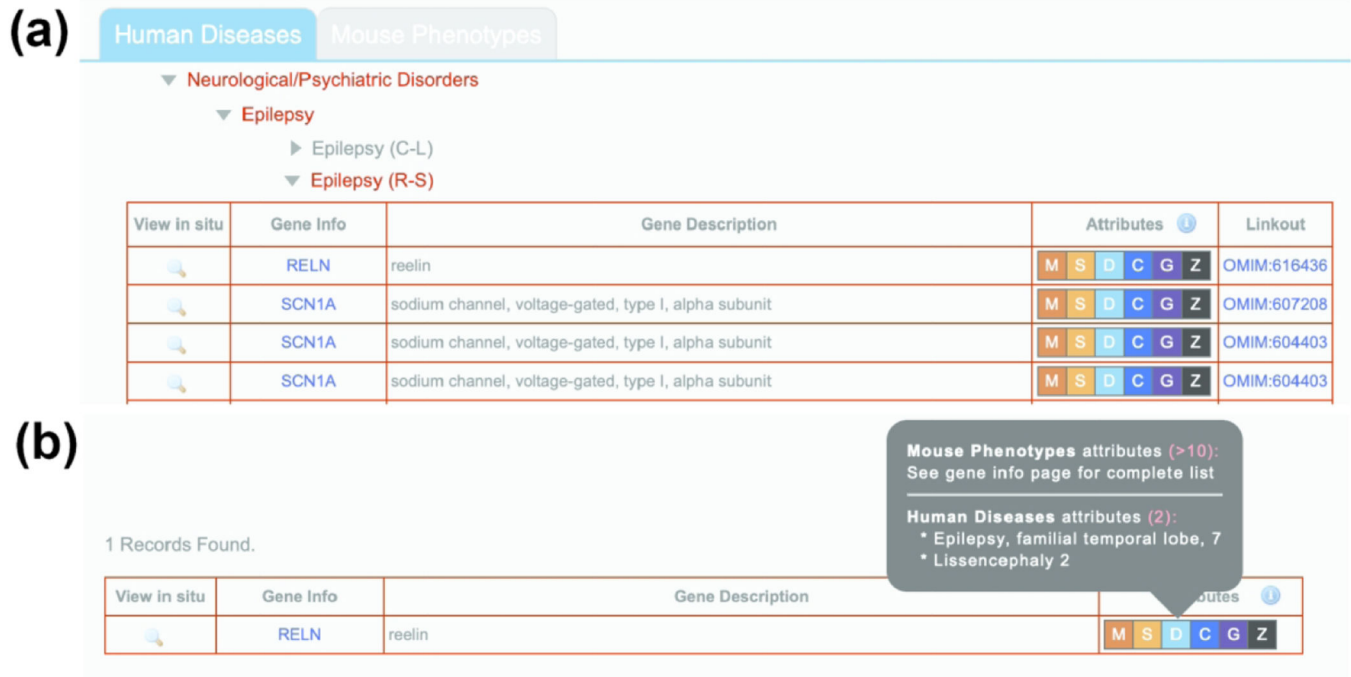 (a)
Human Diseases Mouse Phenotypes
Neurological/Psychiatric Disorders
Epilepsy
Epilepsy (C-L)
Epilepsy (R-S)
View in situ Gene Info Gene Description Attributes Linkout
RELN reelin M S D C G Z OMIM:616436
SCN1A sodium channel, voltage-gated, type I, alpha subunit M S D C G Z OMIM:607208
SCN1A sodium channel, voltage-gated, type I, alpha subunit M S D C G Z OMIM:604403
SCN1A sodium channel, voltage-gated, type I, alpha subunit M S D C G Z OMIM:604403
(b)
Mouse Phenotypes attributes (>10):
See gene info page for complete list
Human Diseases attributes (2):
* Epilepsy, familial temporal lobe, 7
* Lissencephaly 2
1 Records Found.
View in situ Gene Info Gene Description butes
RELN reelin M S D C G Z